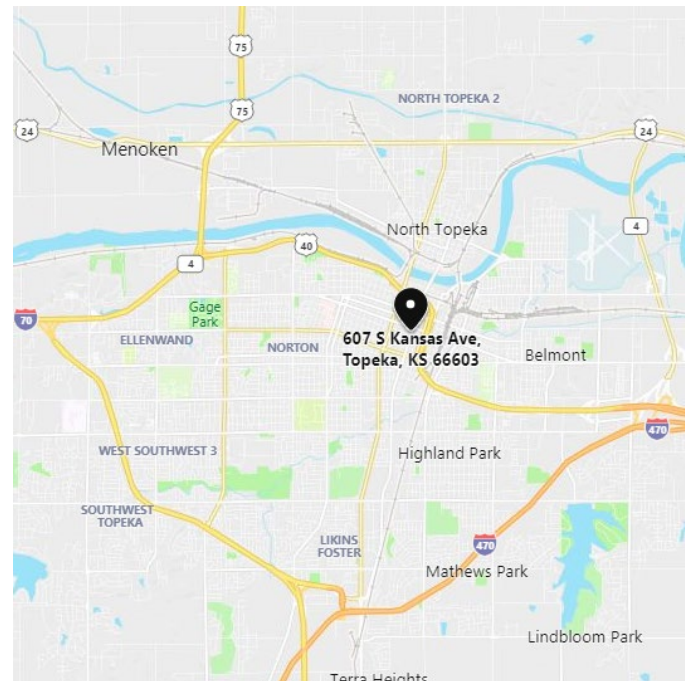 75
NORTH TOPEKA 2
75
24
24
Menoken
North Topeka
4
40
4
Gage
Park
70
607 S Kansas Ave,
Topeka, KS 66603
ELLENWAND
NORTON
Belmont
470
WEST SOUTHWEST 3
Highland Park
SOUTHWEST
TOPEKA
LIKINS
FOSTER
470
Mathews Park
Lindbloom Park
Terra Heights